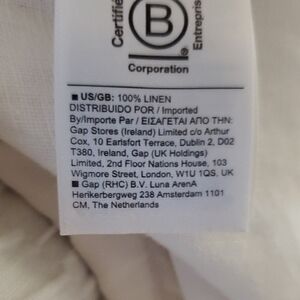 Certifie
Entrepris
B
Corporation
■ US/GB: 100% LINEN
DISTRIBUIDO POR / Imported
By/Importe Par / ΕΙΣΑΓΕΤΑΙ ΑΠΟ ΤΗΝ:
Gap Stores (Ireland) Limited c/o Arthur
Cox, 10 Earlsfort Terrace, Dublin 2, D02
T380, Ireland, Gap (UK Holdings)
Limited, 2nd Floor Nations House, 103
Wigmore Street, London, W1U 1QS, UK
■ Gap (RHC) B.V. Luna ArenA
Herikerbergweg 238 Amsterdam 1101
CM, The Netherlands